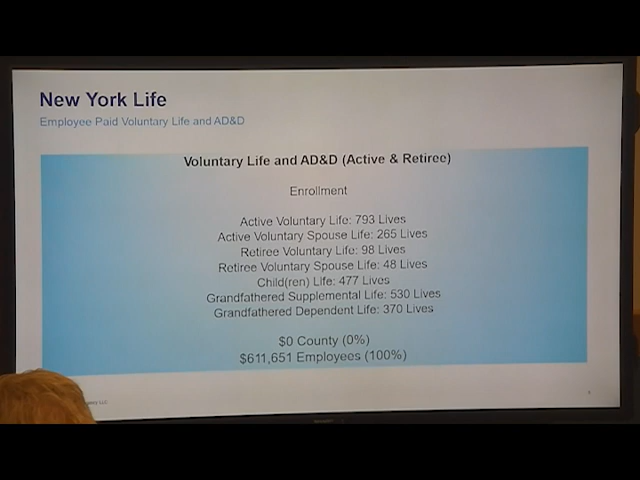 New York Life
Employee Paid Voluntary Life and AD&D
Voluntary Life and AD&D (Active & Retiree)
Enrollment
Active Voluntary Life: 793 Lives
Active Voluntary Spouse Life: 265 Lives
Retiree Voluntary Life: 98 Lives
Retiree Voluntary Spouse Life: 48 Lives
Child(ren) Life: 477 Lives
Grandfathered Supplemental Life: 530 Lives
Grandfathered Dependent Life: 370 Lives
$0 County (0%)
$611,651 Employees (100%)
LLC